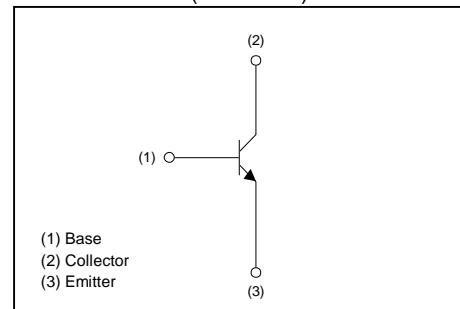 (2)
(1)
(1) Base
(2) Collector
(3) Emitter
(3)